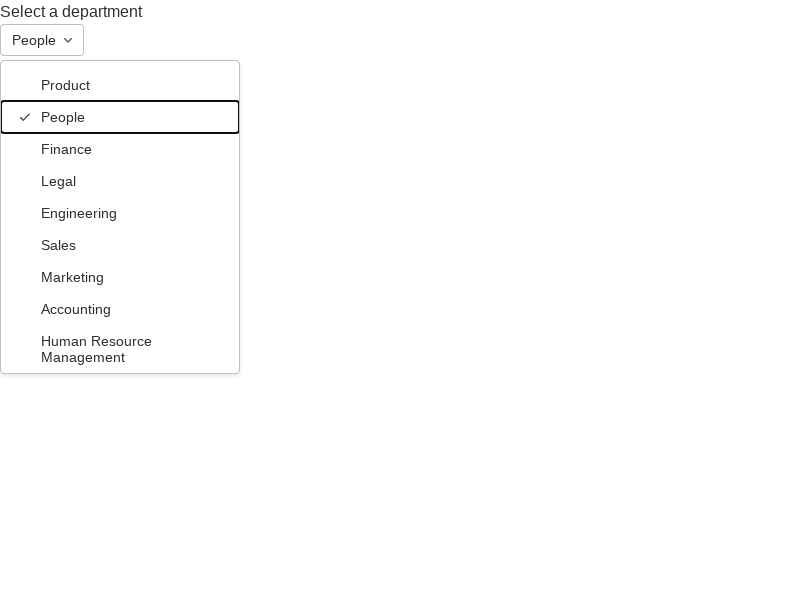 Select a department
People
Product
People
Finance
Legal
Engineering
Sales
Marketing
Accounting
Human Resource
Management